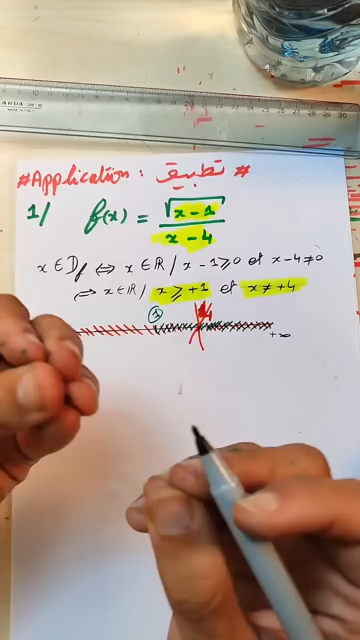 # Application : تطبيق #
1/ f(x) = √x-1 / x-4
x ∈ Df ⇔ x ∈ ℝ / x-1 ⩾ 0 et x-4 ≠ 0
⇔ x ∈ ℝ / x ⩾ +1 et x ≠ +4
1 4
+∞